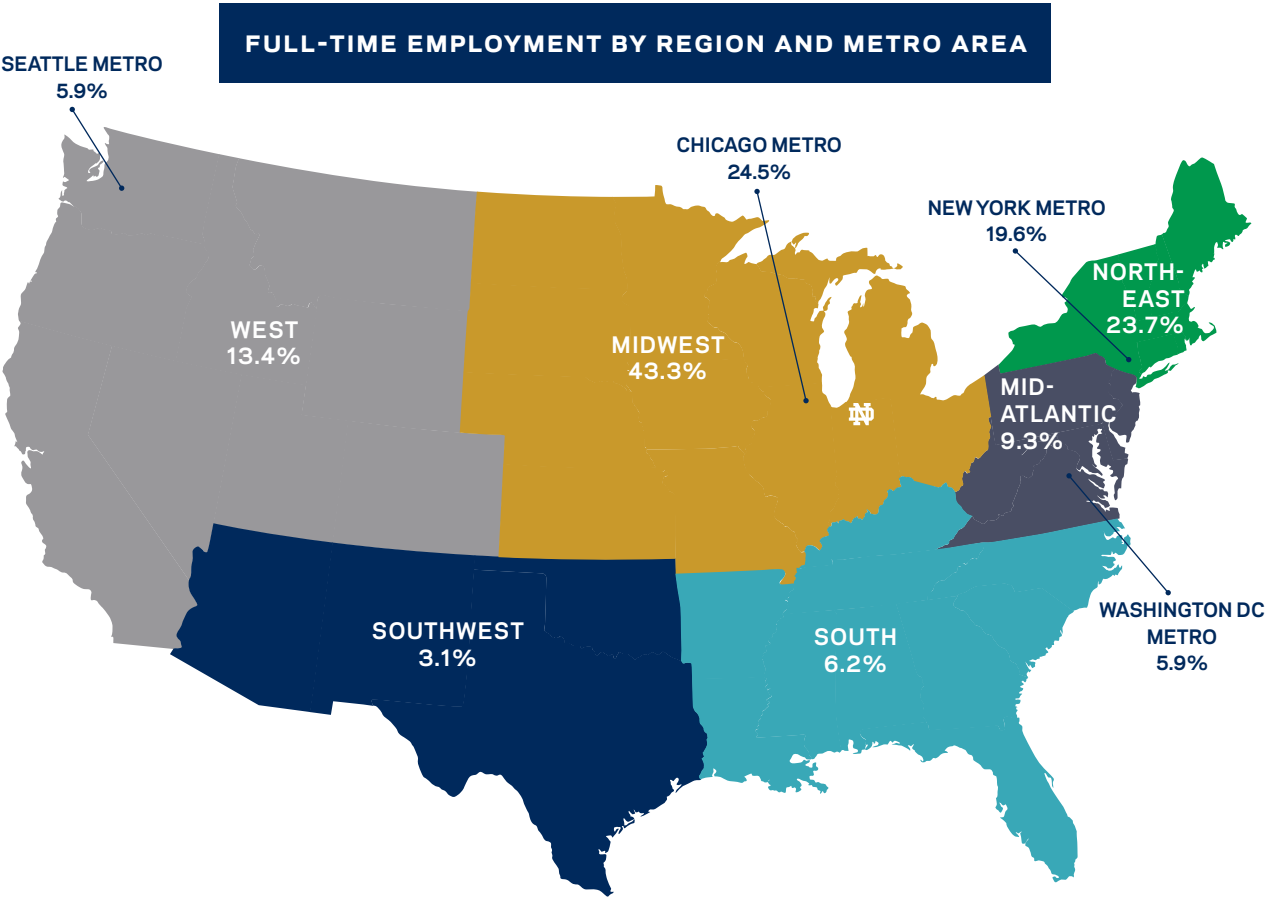 FULL-TIME EMPLOYMENT BY REGION AND METRO AREA
SEATTLE METRO
5.9%
CHICAGO METRO
24.5%
NEW YORK METRO
19.6%
NORTH-
EAST
23.7%
WEST
13.4%
MIDWEST
43.3%
MID-
ATLANTIC
9.3%
ND
SOUTHWEST
3.1%
SOUTH
6.2%
WASHINGTON DC
METRO
5.9%